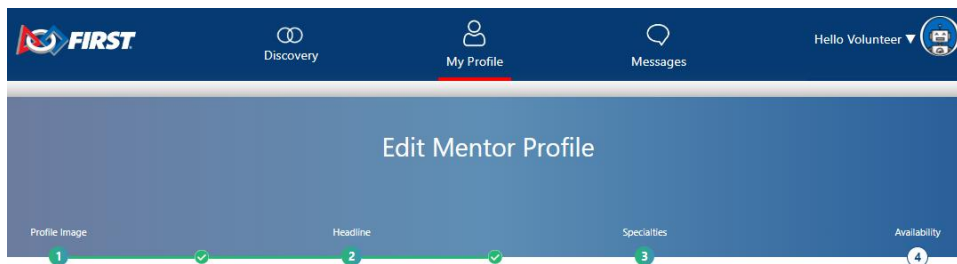 FIRST
Discovery
My Profile
Messages
Hello Volunteer ▼
Edit Mentor Profile
Profile Image
Headline
Specialties
Availability
1
2
3
4